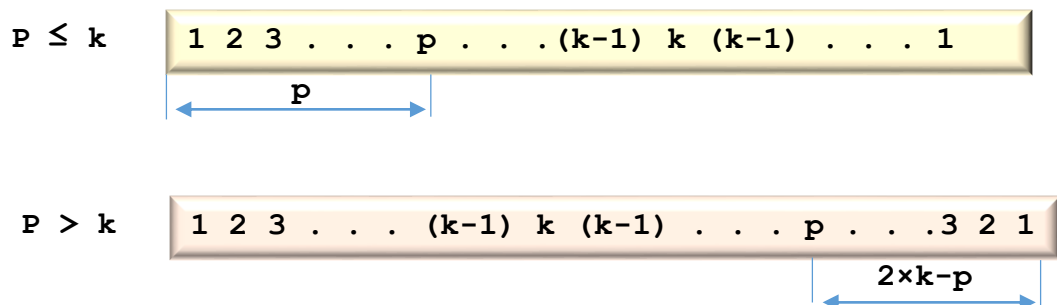 P ≤ k 1 2 3 . . . p . . .(k-1) k (k-1) . . . 1
p
P > k 1 2 3 . . . (k-1) k (k-1) . . . p . . .3 2 1
2×k-p